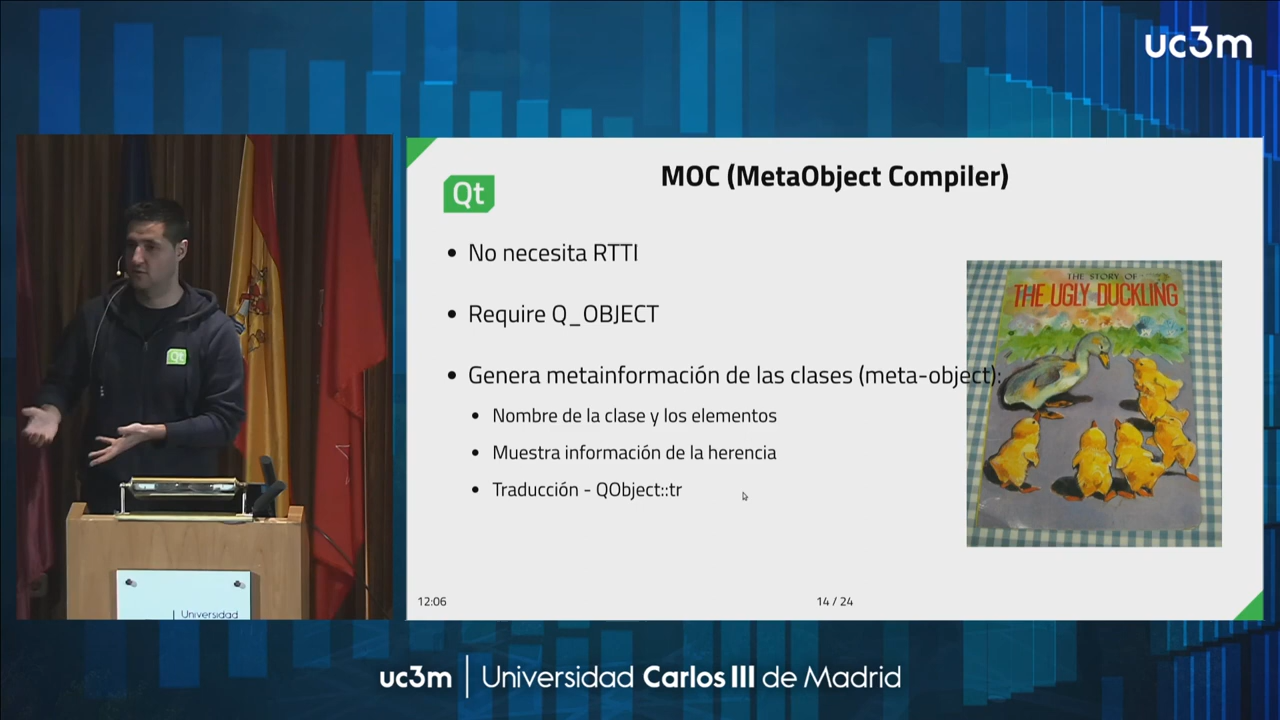 uc3m
Qt
MOC (MetaObject Compiler)
No necesita RTTI
Require Q_OBJECT
Genera metainformación de las clases (meta-object):
Nombre de la clase y los elementos
Muestra información de la herencia
Traducción - QObject::tr
THE STORY OF
THE UGLY DUCKLING
12:06
14 / 24
Qt
Universidad
uc3m | Universidad Carlos III de Madrid